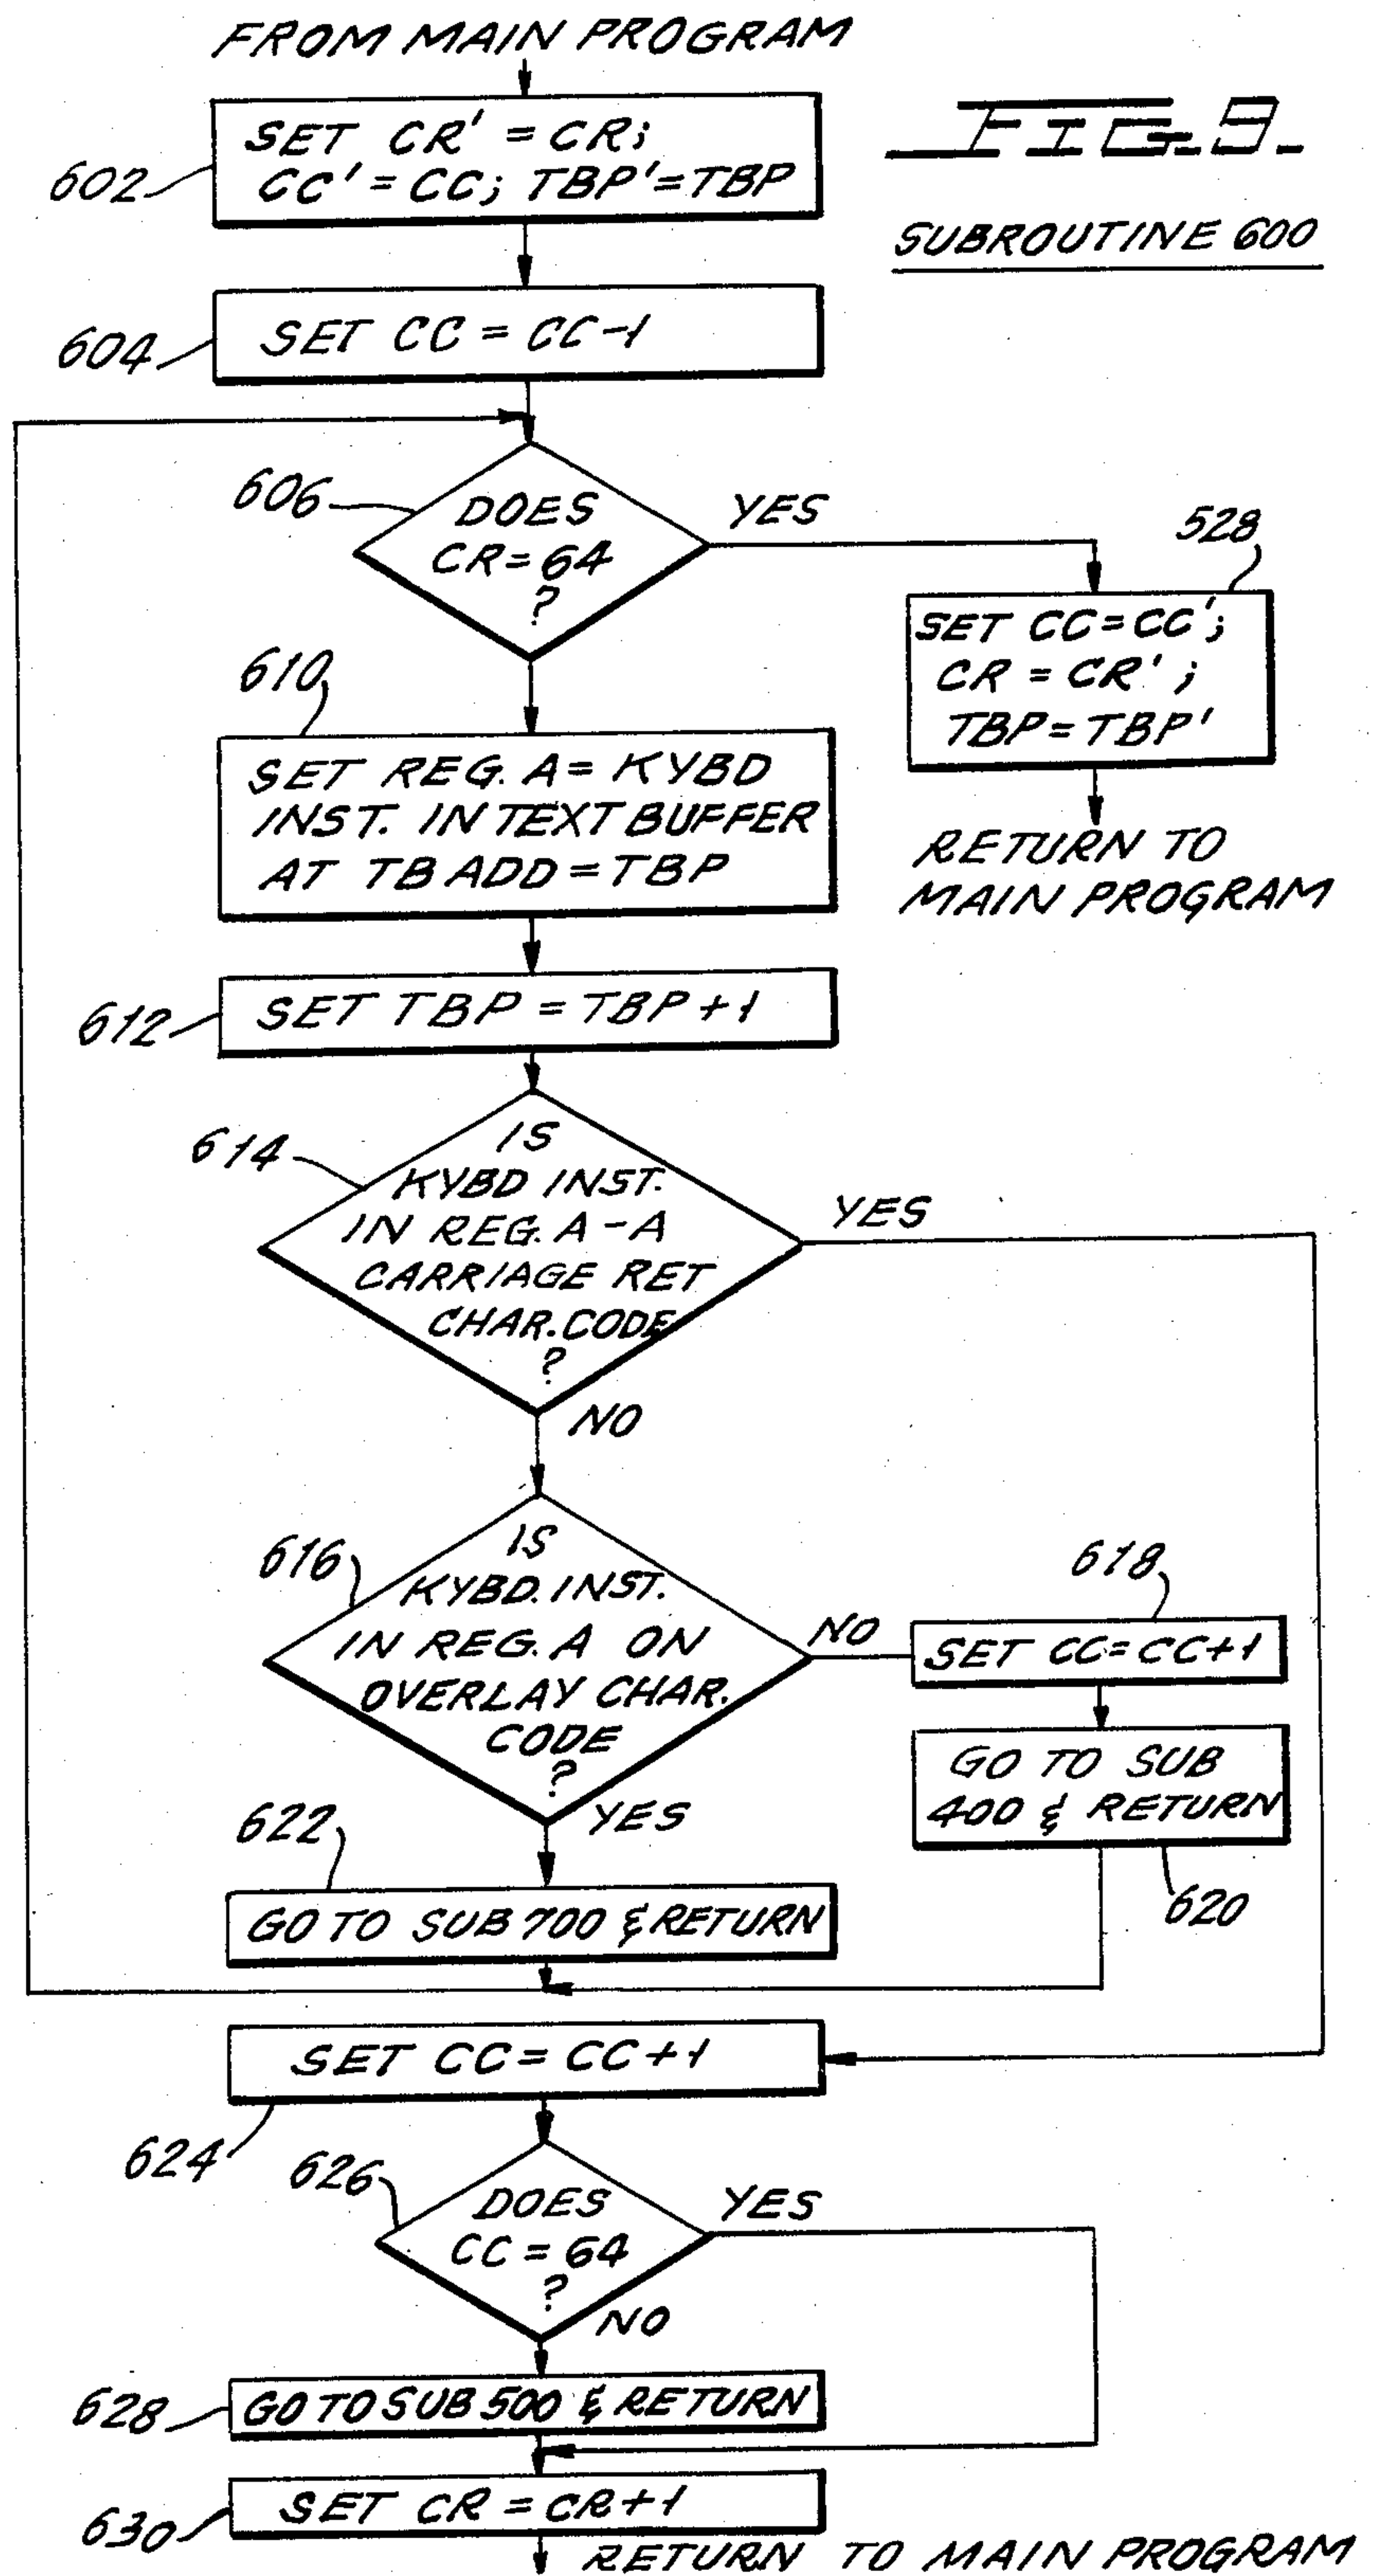 FROM MAIN PROGRAM
FIG. 9.
SUBROUTINE 600
602
SET CR' = CR;
CC' = CC; TBP' = TBP
604
SET CC = CC-1
606
DOES
CR = 64
?
YES
528
SET CC = CC';
CR = CR';
TBP = TBP'
RETURN TO
MAIN PROGRAM
610
SET REG. A = KYBD
INST. IN TEXT BUFFER
AT TB ADD = TBP
612
SET TBP = TBP+1
614
IS
KYBD INST.
IN REG. A - A
CARRIAGE RET
CHAR. CODE
?
YES
NO
616
IS
KYBD. INST.
IN REG. A ON
OVERLAY CHAR.
CODE
?
NO
YES
618
SET CC = CC+1
GO TO SUB
400 & RETURN
620
622
GO TO SUB 700 & RETURN
SET CC = CC+1
624
626
DOES
CC = 64
?
YES
NO
628
GO TO SUB 500 & RETURN
630
SET CR = CR+1
RETURN TO MAIN PROGRAM